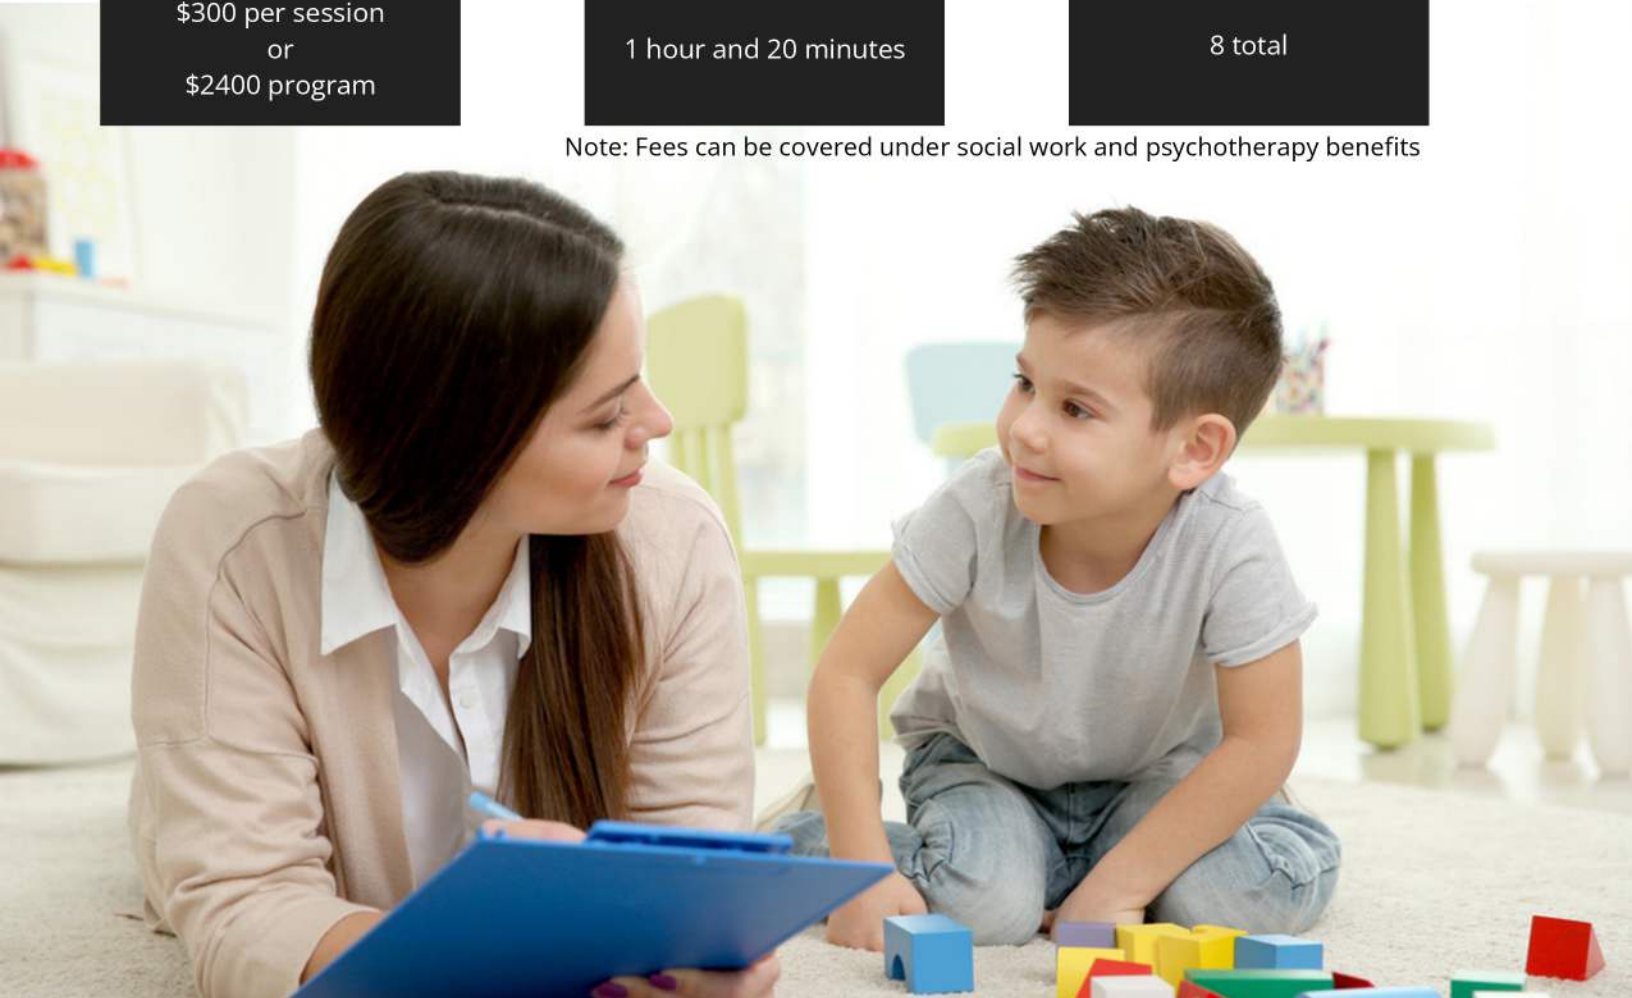 $300 per session
or
$2400 program
1 hour and 20 minutes
8 total
Note: Fees can be covered under social work and psychotherapy benefits